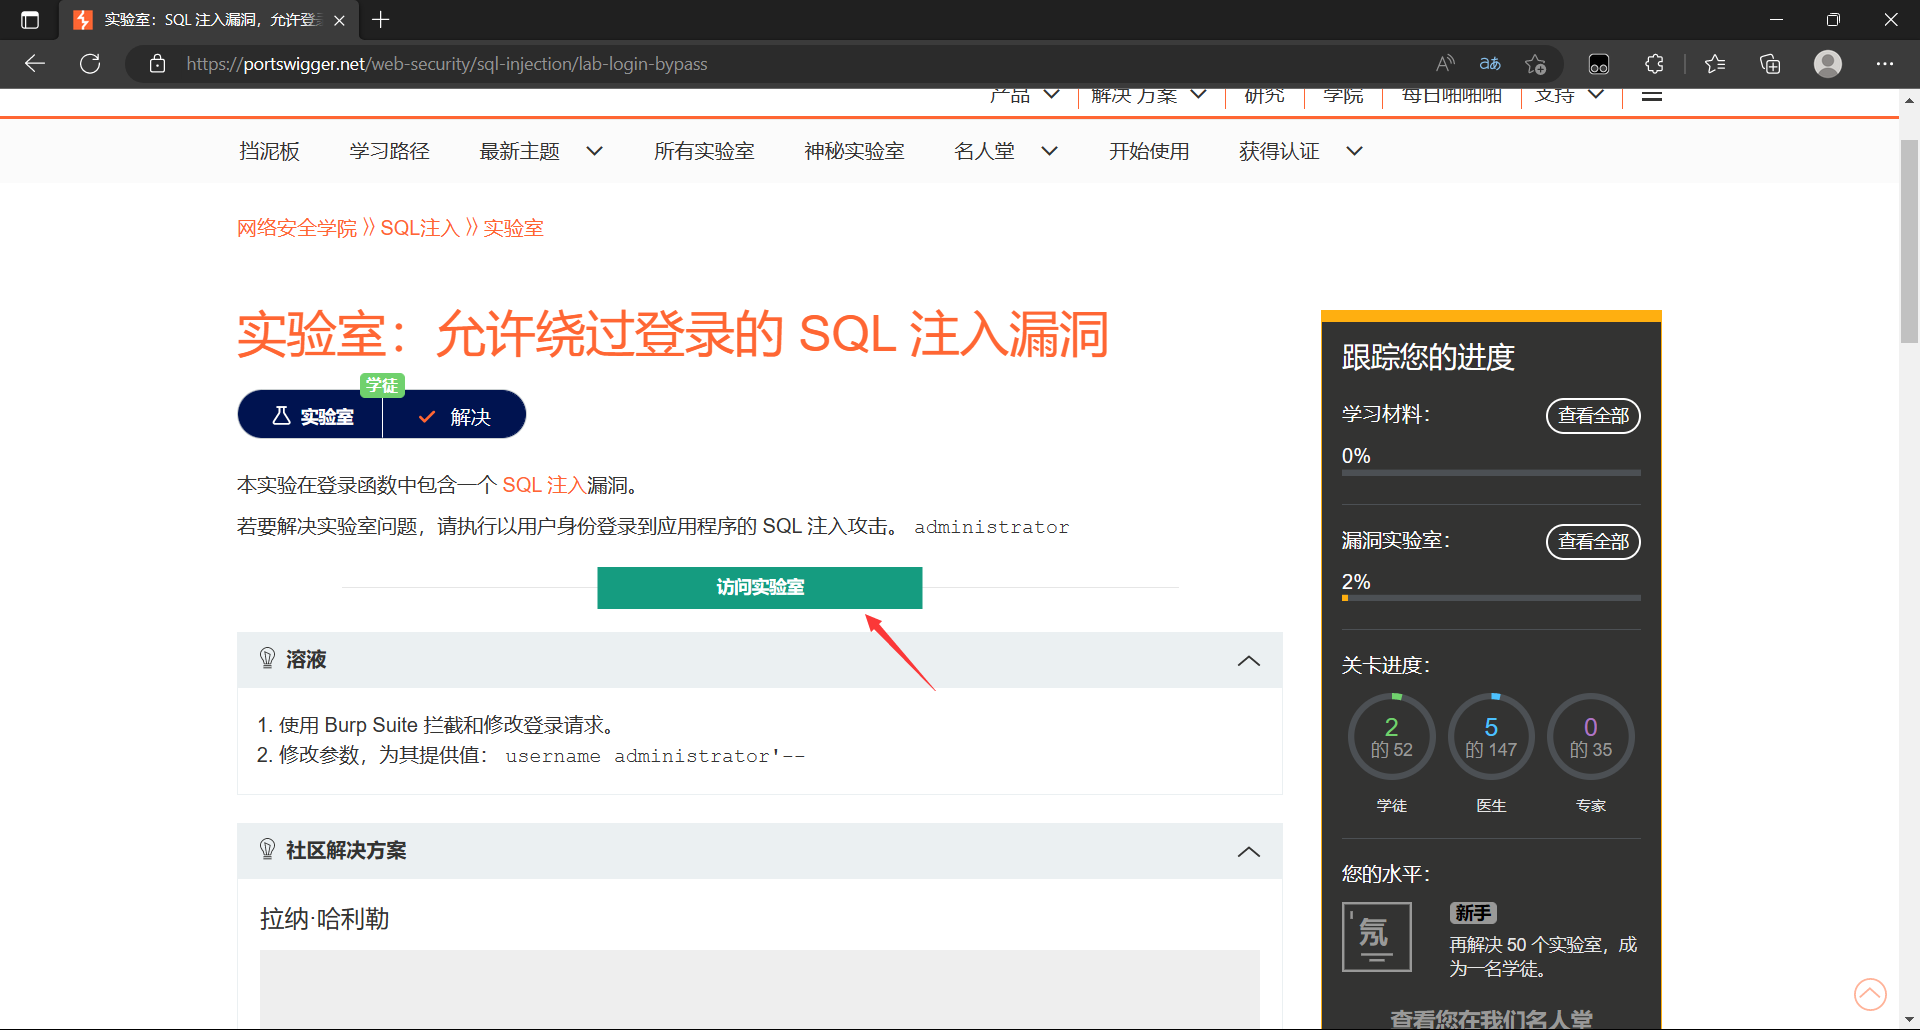 实验室：SQL 注入漏洞，允许登
https://portswigger.net/web-security/sql-injection/lab-login-bypass
产品 解决 方案 研究 学院 每日啪啪啪 支持
挡泥板 学习路径 最新主题 所有实验室 神秘实验室 名人堂 开始使用 获得认证
网络安全学院 》 SQL注入 》 实验室
实验室：允许绕过登录的 SQL 注入漏洞
学徒
实验室 解决
本实验在登录函数中包含一个 SQL 注入漏洞。
若要解决实验室问题，请执行以用户身份登录到应用程序的 SQL 注入攻击。 administrator
访问实验室
溶液
1. 使用 Burp Suite 拦截和修改登录请求。
2. 修改参数，为其提供值： username administrator'--
社区解决方案
拉纳·哈利勒
跟踪您的进度
学习材料：
查看全部
0%
漏洞实验室：
查看全部
2%
关卡进度：
2 的 52
5 的 147
0 的 35
学徒 医生 专家
您的水平：
氖
新手
再解决 50 个实验室，成
为一名学徒。
查看您在我们名人堂